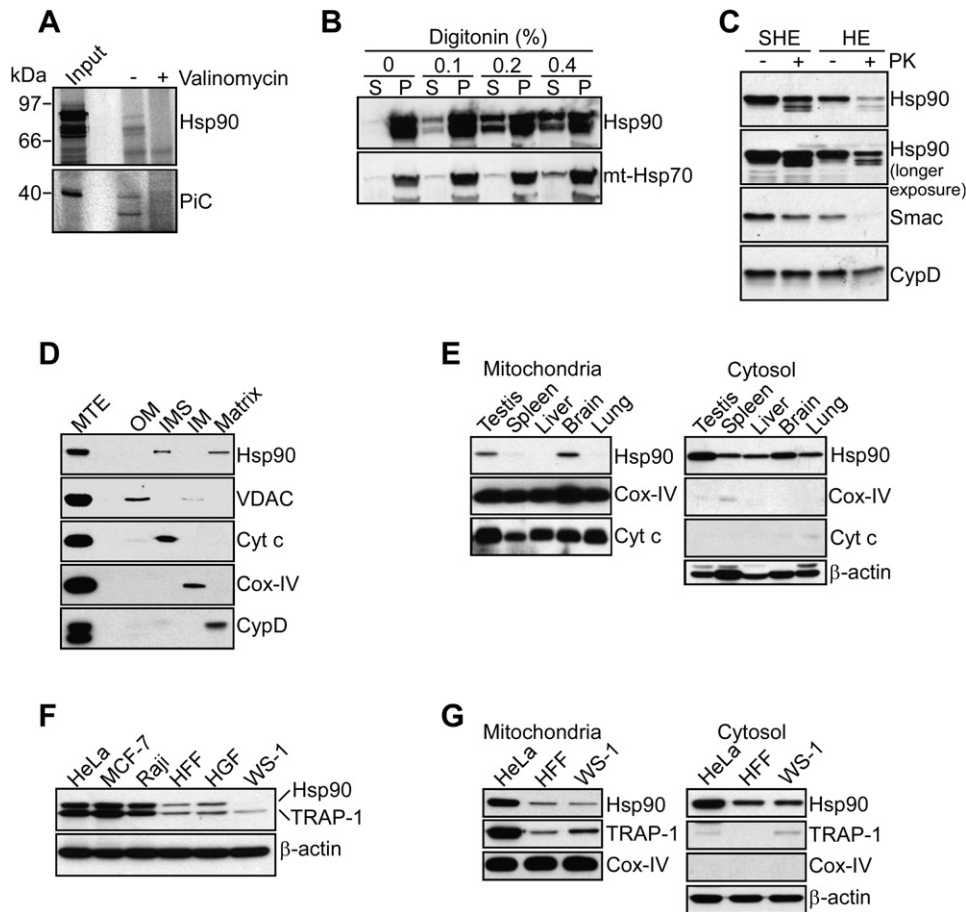 A
kDa
Input
- + Valinomycin
97-
Hsp90
66-
40-
PiC
B
Digitonin (%)
0 0.1 0.2 0.4
S P S P S P S P
Hsp90
mt-Hsp70
C
SHE HE
- + - + PK
Hsp90
Hsp90
(longer
exposure)
Smac
CypD
D
MTE OM IMS IM Matrix
Hsp90
VDAC
Cyt c
Cox-IV
CypD
E
Mitochondria
Testis Spleen Liver Brain Lung
Hsp90
Cox-IV
Cyt c
Cytosol
Testis Spleen Liver Brain Lung
Hsp90
Cox-IV
Cyt c
β-actin
F
HeLa MCF-7 Raji HFF HGF WS-1
Hsp90
TRAP-1
β-actin
G
Mitochondria
HeLa HFF WS-1
Hsp90
TRAP-1
Cox-IV
Cytosol
HeLa HFF WS-1
Hsp90
TRAP-1
Cox-IV
β-actin